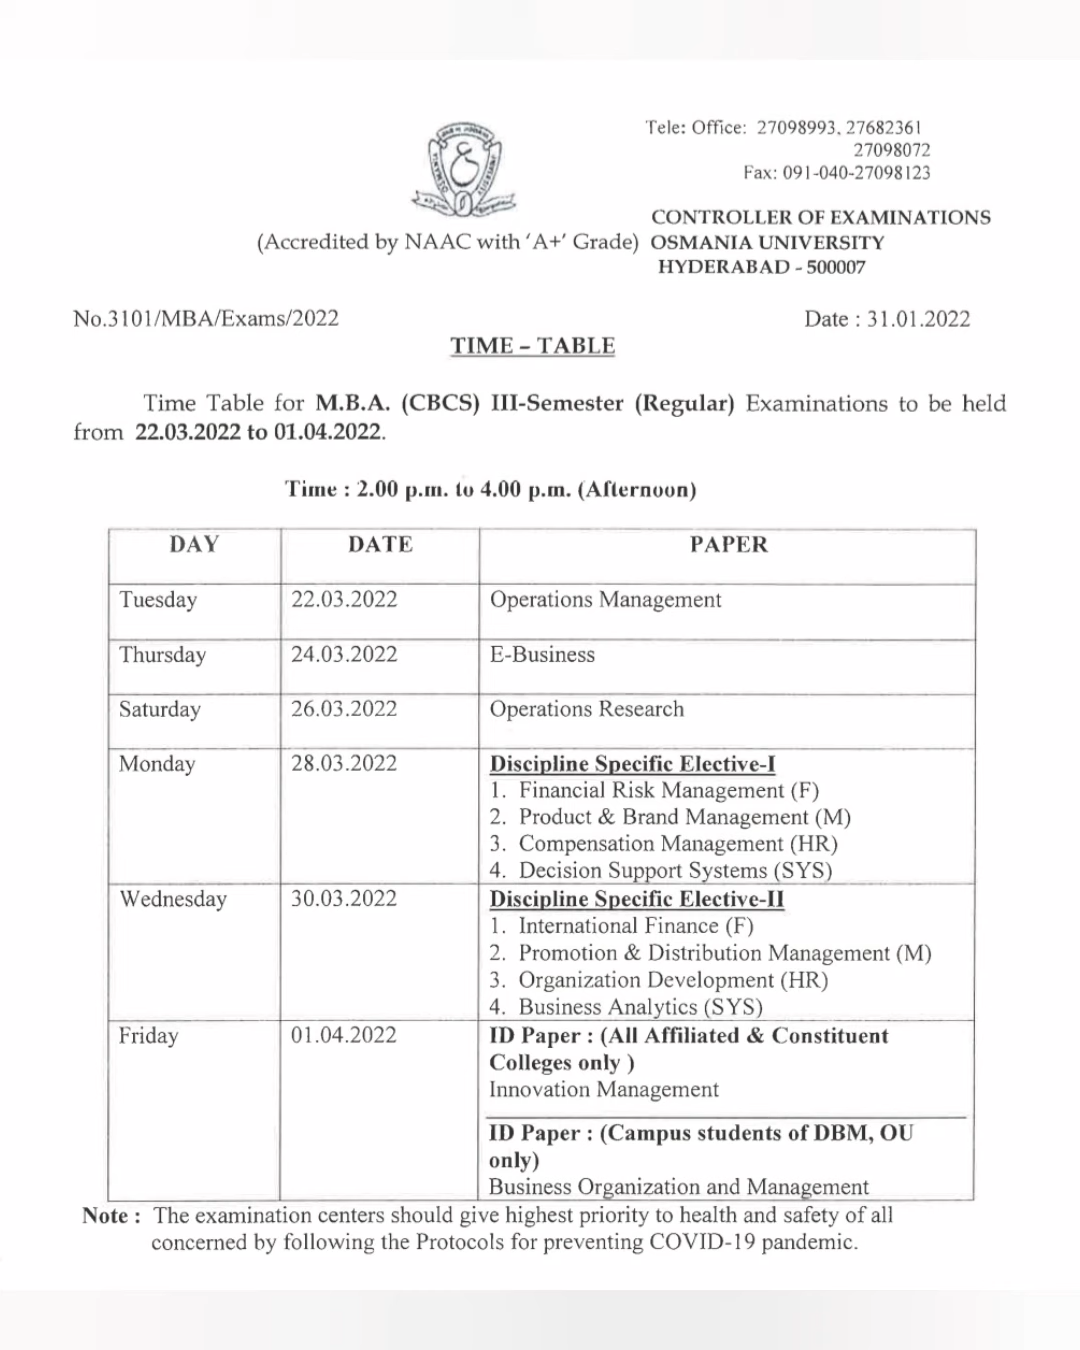 Tele: Office: 27098993, 27682361
27098072
Fax: 091-040-27098123
CONTROLLER OF EXAMINATIONS
(Accredited by NAAC with ‘A+’ Grade) OSMANIA UNIVERSITY
HYDERABAD - 500007
No.3101/MBA/Exams/2022 Date : 31.01.2022
TIME – TABLE
Time Table for M.B.A. (CBCS) III-Semester (Regular) Examinations to be held
from 22.03.2022 to 01.04.2022.
Time : 2.00 p.m. to 4.00 p.m. (Afternoon)
DAY DATE PAPER
Tuesday 22.03.2022 Operations Management
Thursday 24.03.2022 E-Business
Saturday 26.03.2022 Operations Research
Monday 28.03.2022 Discipline Specific Elective-I
1. Financial Risk Management (F)
2. Product & Brand Management (M)
3. Compensation Management (HR)
4. Decision Support Systems (SYS)
Wednesday 30.03.2022 Discipline Specific Elective-II
1. International Finance (F)
2. Promotion & Distribution Management (M)
3. Organization Development (HR)
4. Business Analytics (SYS)
Friday 01.04.2022 ID Paper : (All Affiliated & Constituent
Colleges only )
Innovation Management
ID Paper : (Campus students of DBM, OU
only)
Business Organization and Management
Note : The examination centers should give highest priority to health and safety of all
concerned by following the Protocols for preventing COVID-19 pandemic.